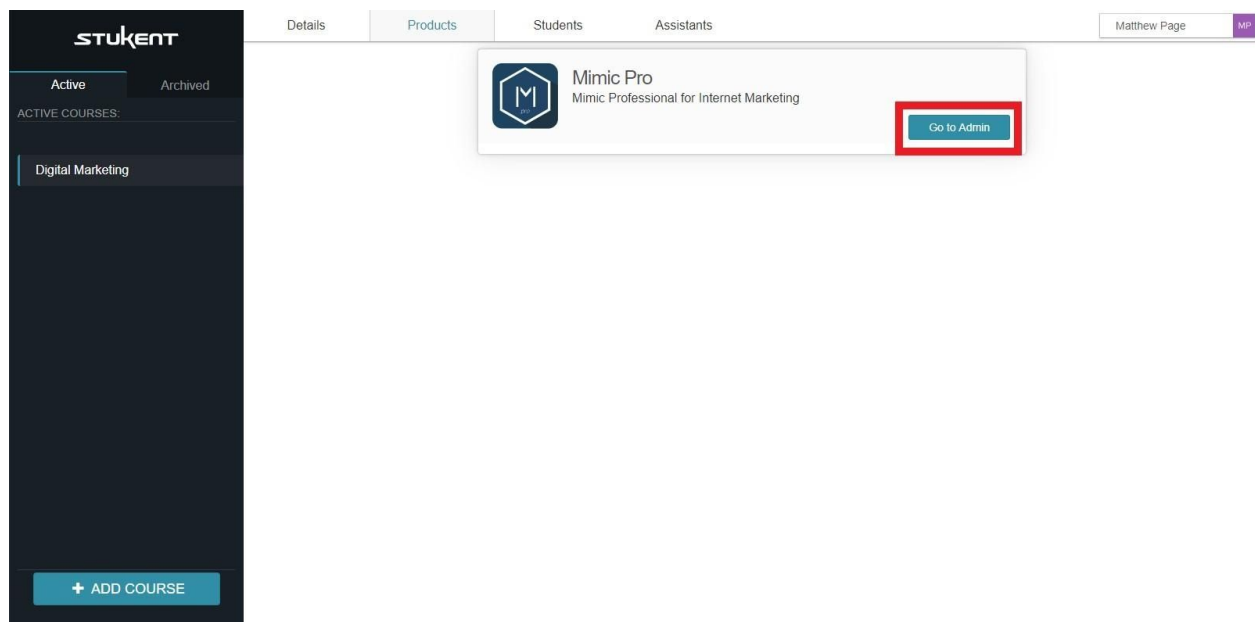 STUKENT
Active Archived
ACTIVE COURSES:
Digital Marketing
+ ADD COURSE
Details Products Students Assistants
Matthew Page MP
M
pro
Mimic Pro
Mimic Professional for Internet Marketing
Go to Admin